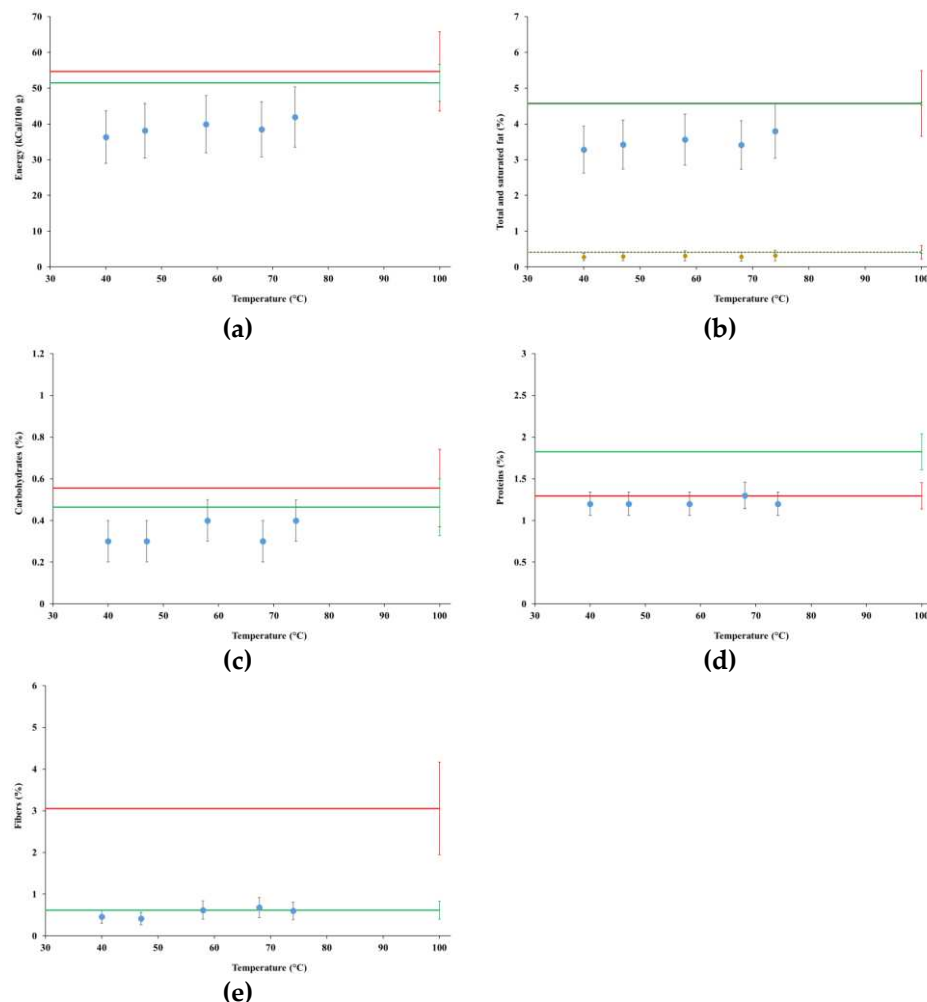 70
60
50
40
30
20
10
0
Energy (kCal/100 g)
30 40 50 60 70 80 90 100
Temperature (°C)
(a)
7
6
5
4
3
2
1
0
Total and saturated fat (%)
30 40 50 60 70 80 90 100
Temperature (°C)
(b)
1.2
1
0.8
0.6
0.4
0.2
0
Carbohydrates (%)
30 40 50 60 70 80 90 100
Temperature (°C)
(c)
3
2.5
2
1.5
1
0.5
0
Proteins (%)
30 40 50 60 70 80 90 100
Temperature (°C)
(d)
6
5
4
3
2
1
0
Fibers (%)
30 40 50 60 70 80 90 100
Temperature (°C)
(e)